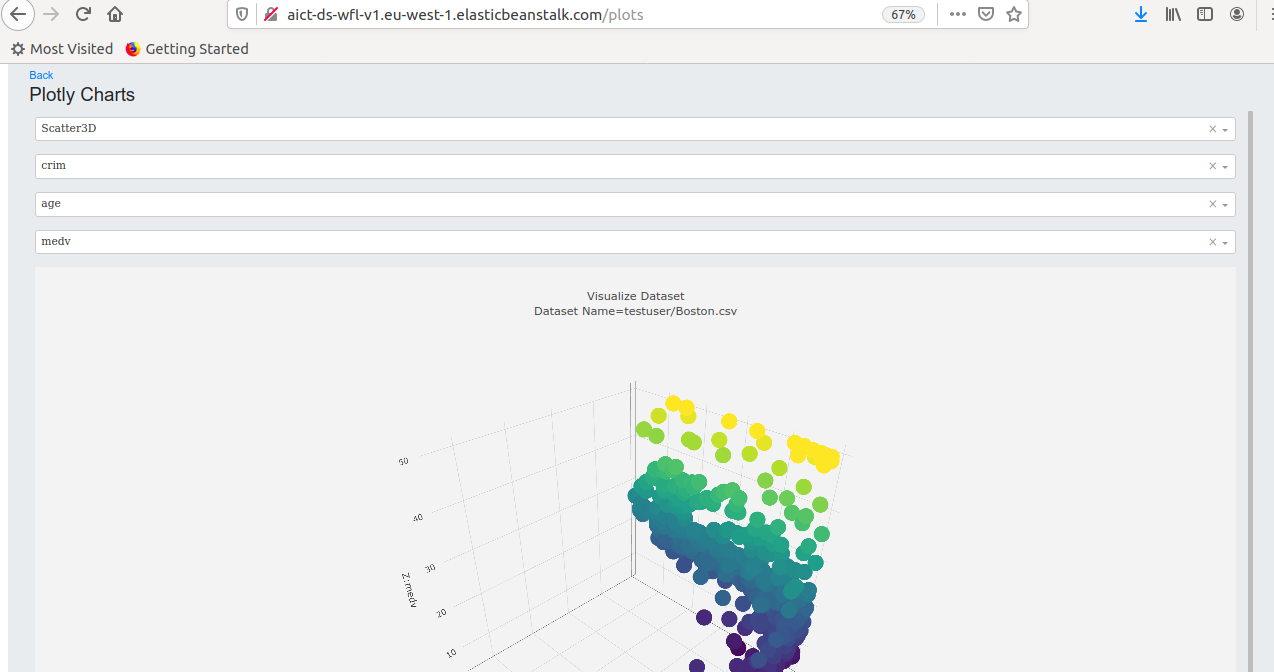 aict-ds-wfl-v1.eu-west-1.elasticbeanstalk.com/plots
67%
Most Visited
Getting Started
Back
Plotly Charts
Scatter3D
crim
age
medv
Visualize Dataset
Dataset Name=testuser/Boston.csv
50
40
30
Z:medv
20
10